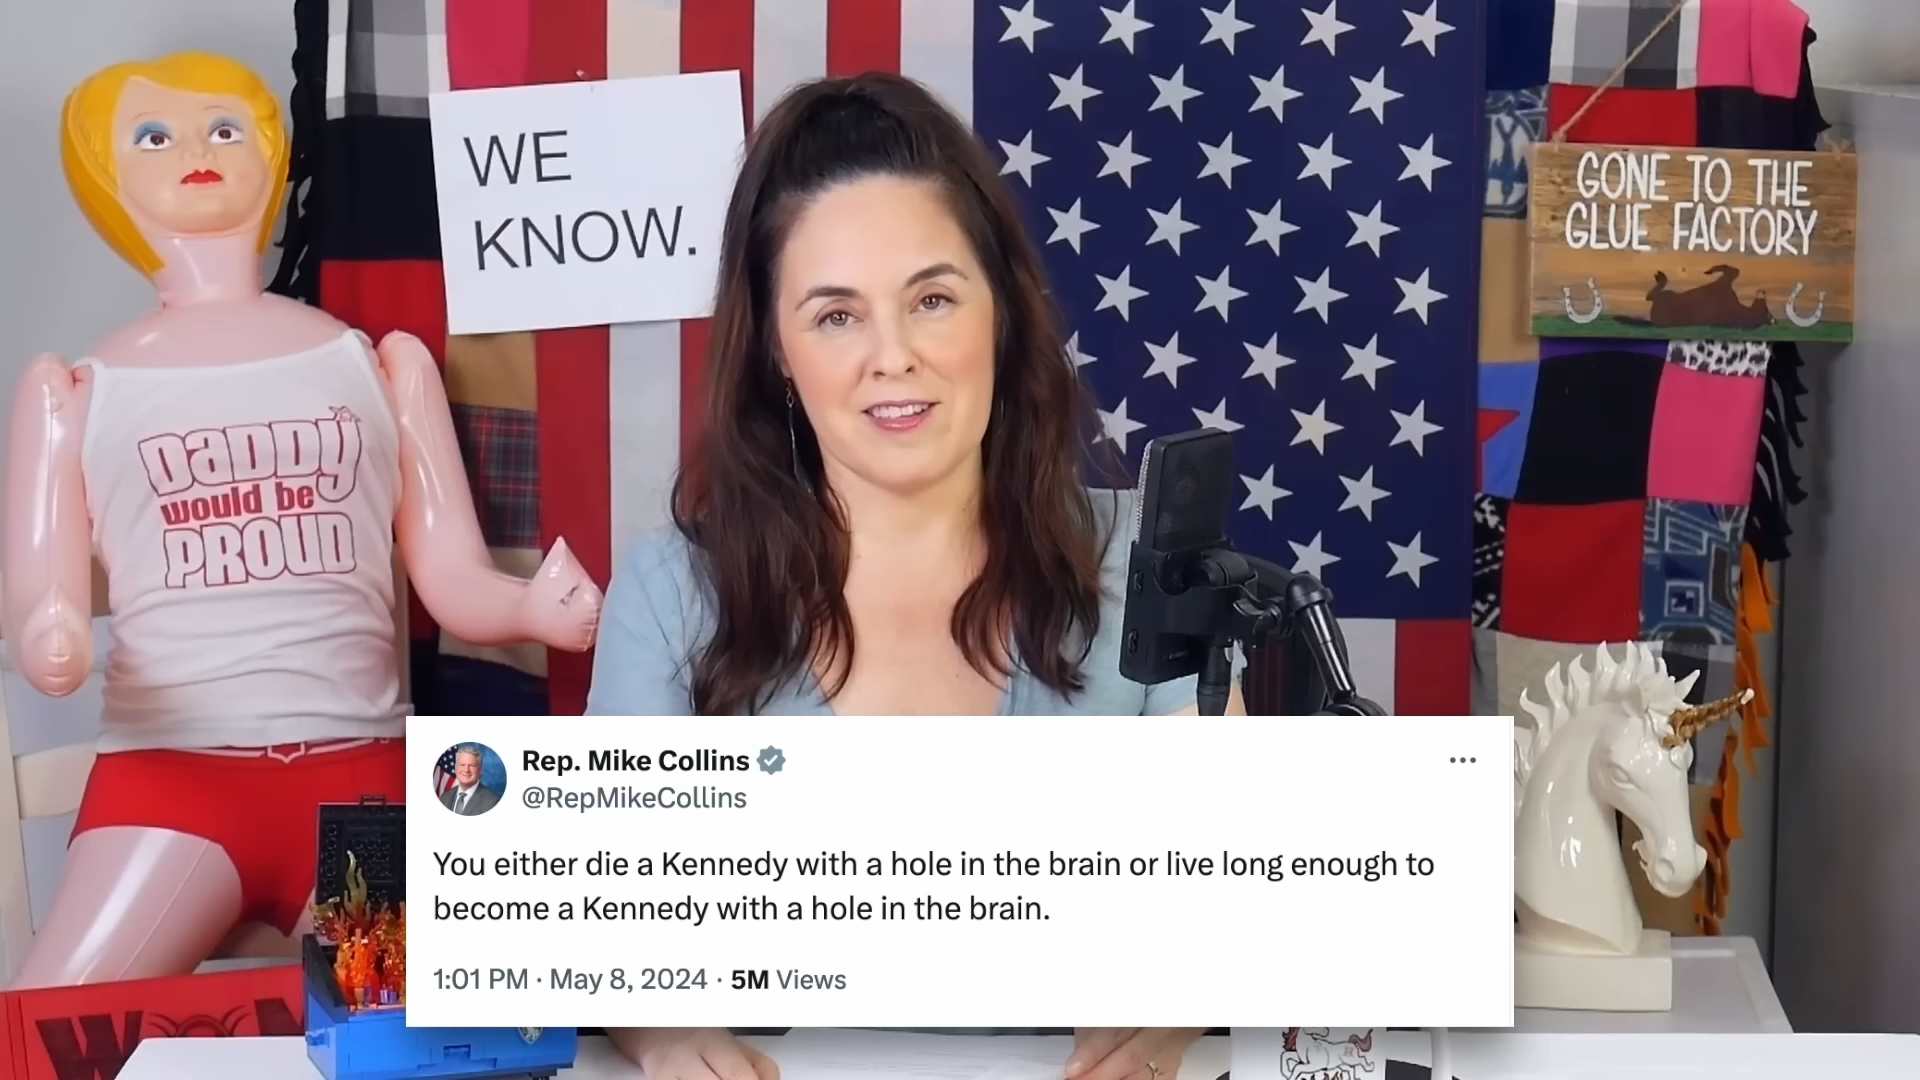 WE
KNOW.
GONE TO THE
GLUE FACTORY
DaDDy
would be
PROUD
Rep. Mike Collins
@RepMikeCollins
You either die a Kennedy with a hole in the brain or live long enough to
become a Kennedy with a hole in the brain.
1:01 PM · May 8, 2024 · 5M Views